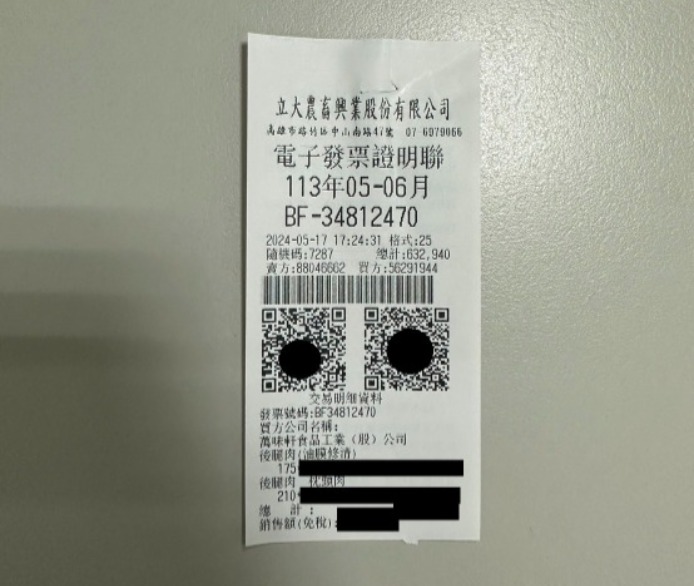 立大農畜興業股份有限公司
高雄市路竹區中山南路47號 07-6979066
電子發票證明聯
113年05-06月
BF-34812470
2024-05-17 17:24:31 格式:25
隨機碼:7287 總計:632,940
賣方:88046662 買方:56291944
交易明細資料
發票號碼:BF34812470
買方公司名稱:
萬味軒食品工業(股)公司
後腿肉(油膜修清)
175
後腿肉 枕頭肉
210
總 計:
銷售額(免稅):